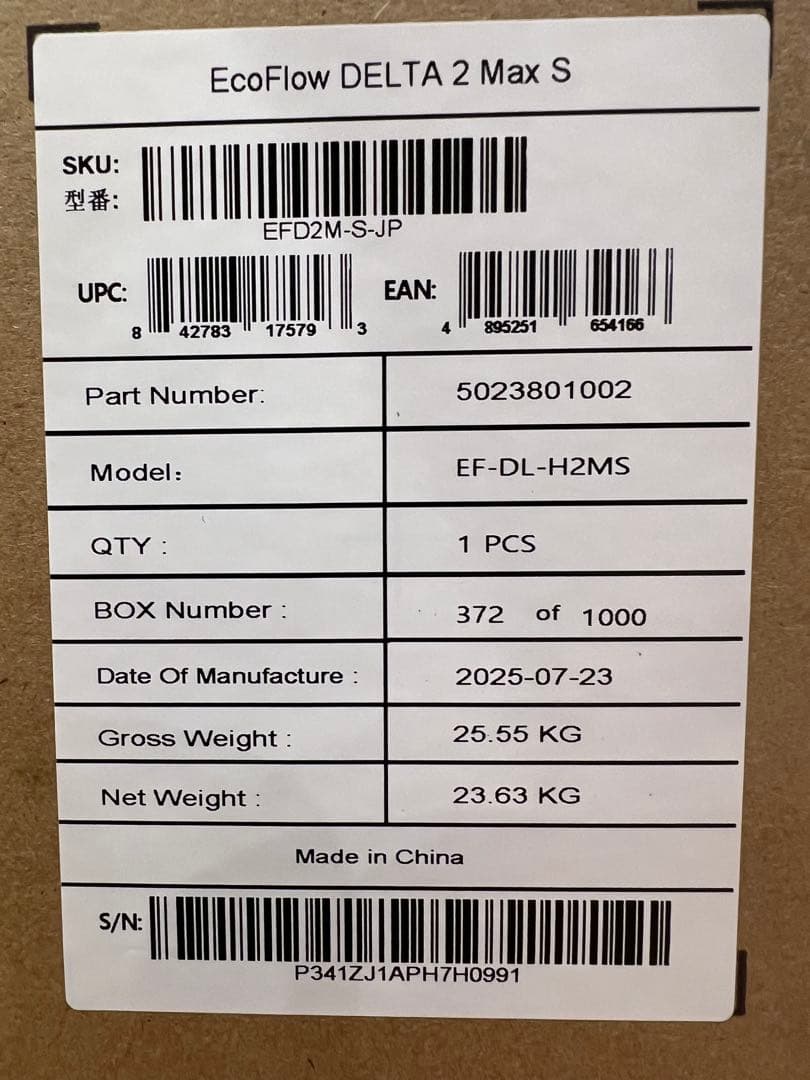 EcoFlow DELTA 2 Max S
SKU:
型番:
EFD2M-S-JP
UPC:
8 42783 17579 3
EAN:
4 895251 654166
Part Number: 5023801002
Model: EF-DL-H2MS
QTY : 1 PCS
BOX Number : 372 of 1000
Date Of Manufacture : 2025-07-23
Gross Weight : 25.55 KG
Net Weight : 23.63 KG
Made in China
S/N:
P341ZJ1APH7H0991